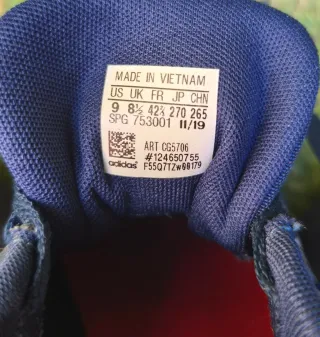 MADE IN VIETNAM
US UK FR JP CHN
9 8½ 42⅔ 270 265
SPG 753001 11/19
ART CG5706
#124650755
adidas F55Q7TZW00179